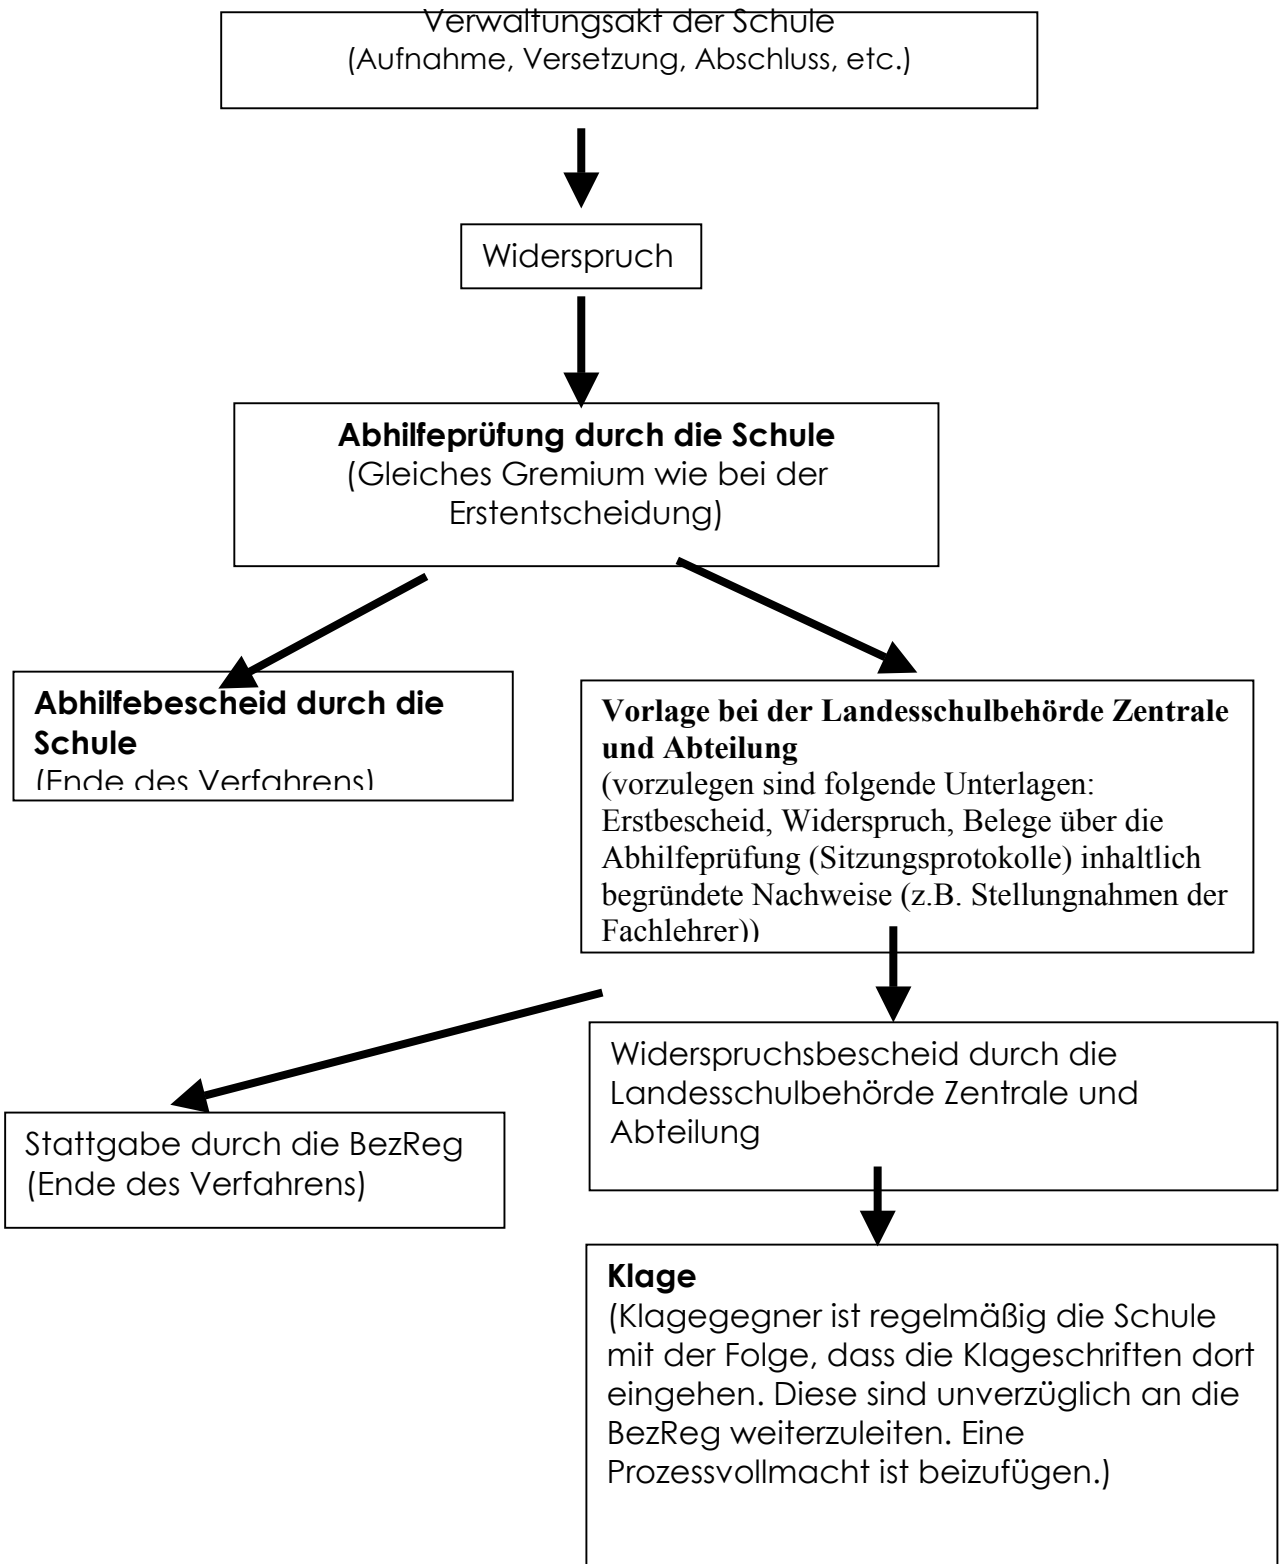 Verwaltungsakt der Schule
(Aufnahme, Versetzung, Abschluss, etc.)
Widerspruch
Abhilfeprüfung durch die Schule
(Gleiches Gremium wie bei der
Erstentscheidung)
Abhilfebescheid durch die
Schule
(Ende des Verfahrens)
Vorlage bei der Landesschulbehörde Zentrale
und Abteilung
(vorzulegen sind folgende Unterlagen:
Erstbescheid, Widerspruch, Belege über die
Abhilfeprüfung (Sitzungsprotokolle) inhaltlich
begründete Nachweise (z.B. Stellungnahmen der
Fachlehrer))
Stattgabe durch die BezReg
(Ende des Verfahrens)
Widerspruchsbescheid durch die
Landesschulbehörde Zentrale und
Abteilung
Klage
(Klagegegner ist regelmäßig die Schule
mit der Folge, dass die Klageschriften dort
eingehen. Diese sind unverzüglich an die
BezReg weiterzuleiten. Eine
Prozessvollmacht ist beizufügen.)